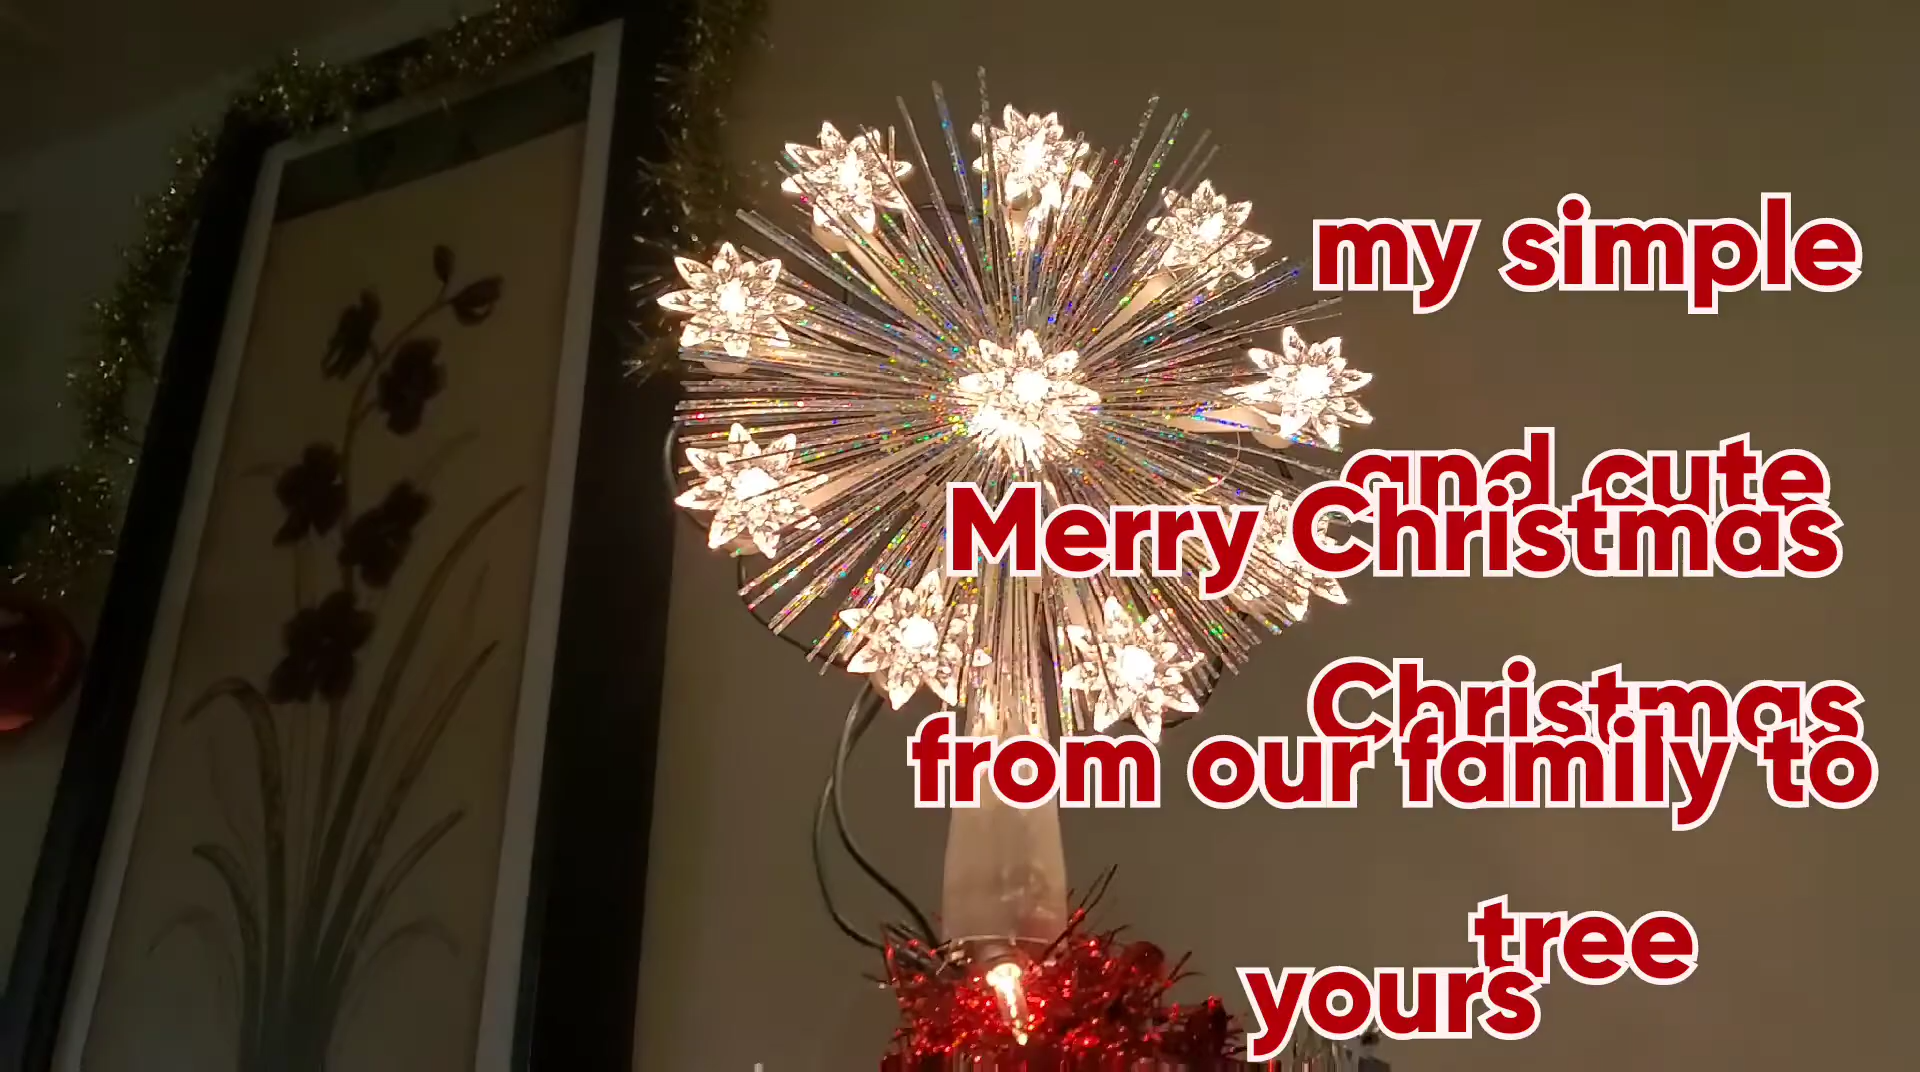 my simple
and cute
Christmas
tree
Merry Christmas
from our family to
yours